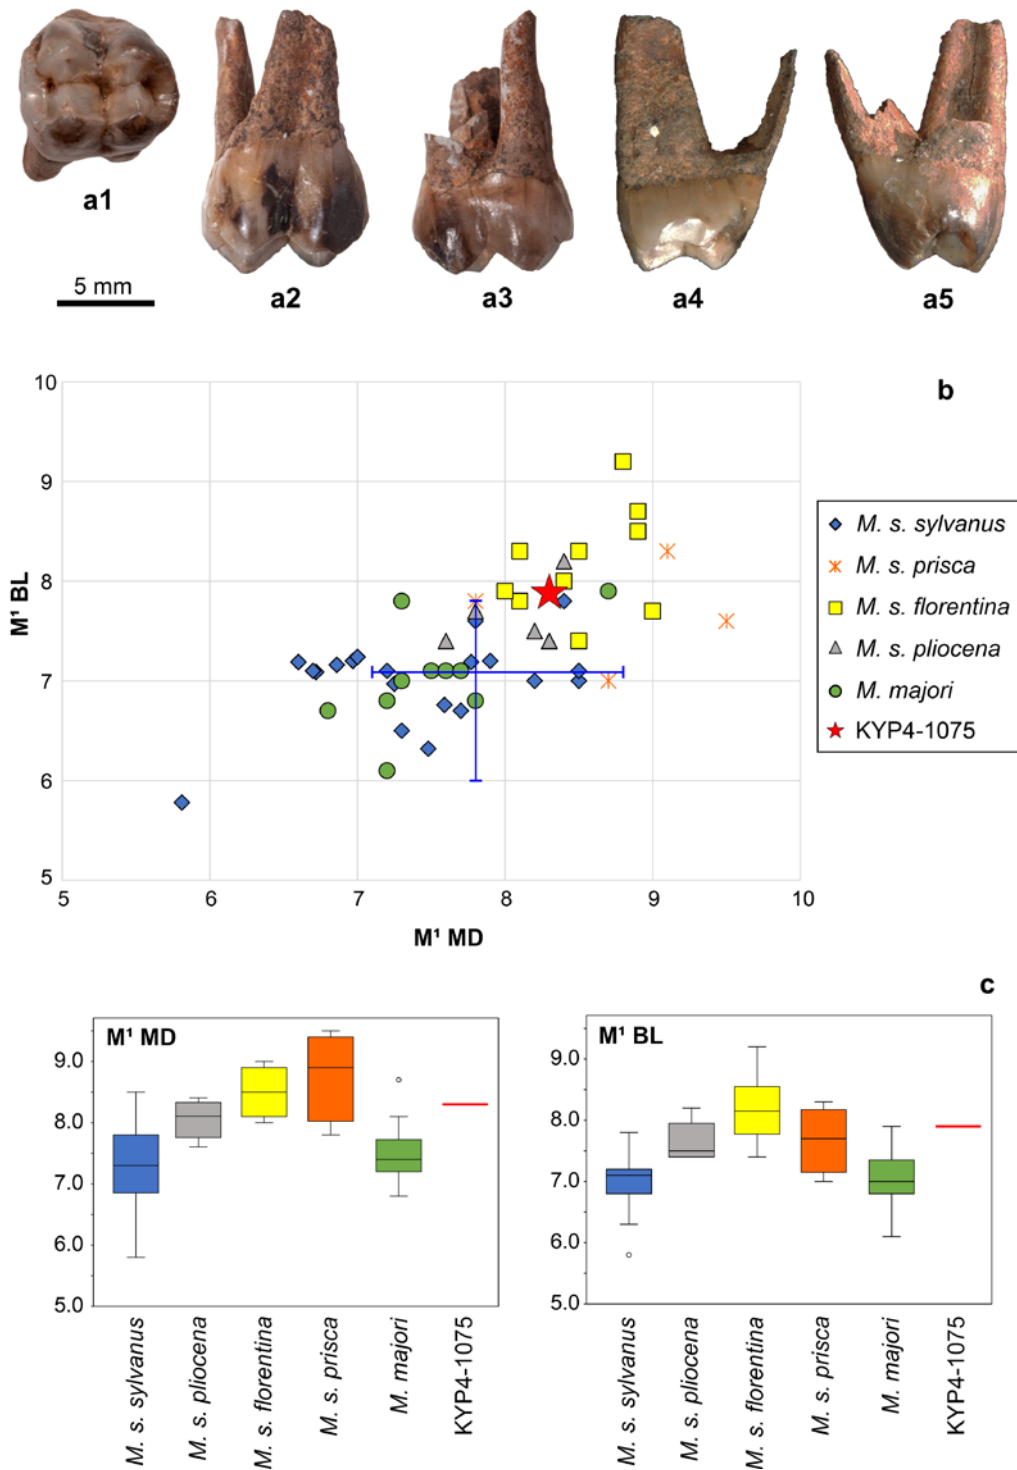 a1
a2
a3
a4
a5
5 mm
b
10
9
8
7
6
5
M¹ BL
5
6
7
8
9
10
M¹ MD
M. s. sylvanus
M. s. prisca
M. s. florentina
M. s. pliocena
M. majori
KYP4-1075
c
M¹ MD
9.0
8.0
7.0
6.0
5.0
M. s. sylvanus
M. s. pliocena
M. s. florentina
M. s. prisca
M. majori
KYP4-1075
M¹ BL
9.0
8.0
7.0
6.0
5.0
M. s. sylvanus
M. s. pliocena
M. s. florentina
M. s. prisca
M. majori
KYP4-1075